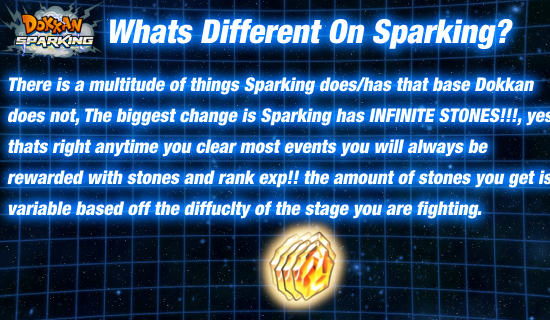 DOKKAN
SPARKING
Whats Different On Sparking?
There is a multitude of things Sparking does/has that base Dokkan
does not, The biggest change is Sparking has INFINITE STONES!!!, yes
thats right anytime you clear most events you will always be
rewarded with stones and rank exp!! the amount of stones you get is
variable based off the diffuclty of the stage you are fighting.